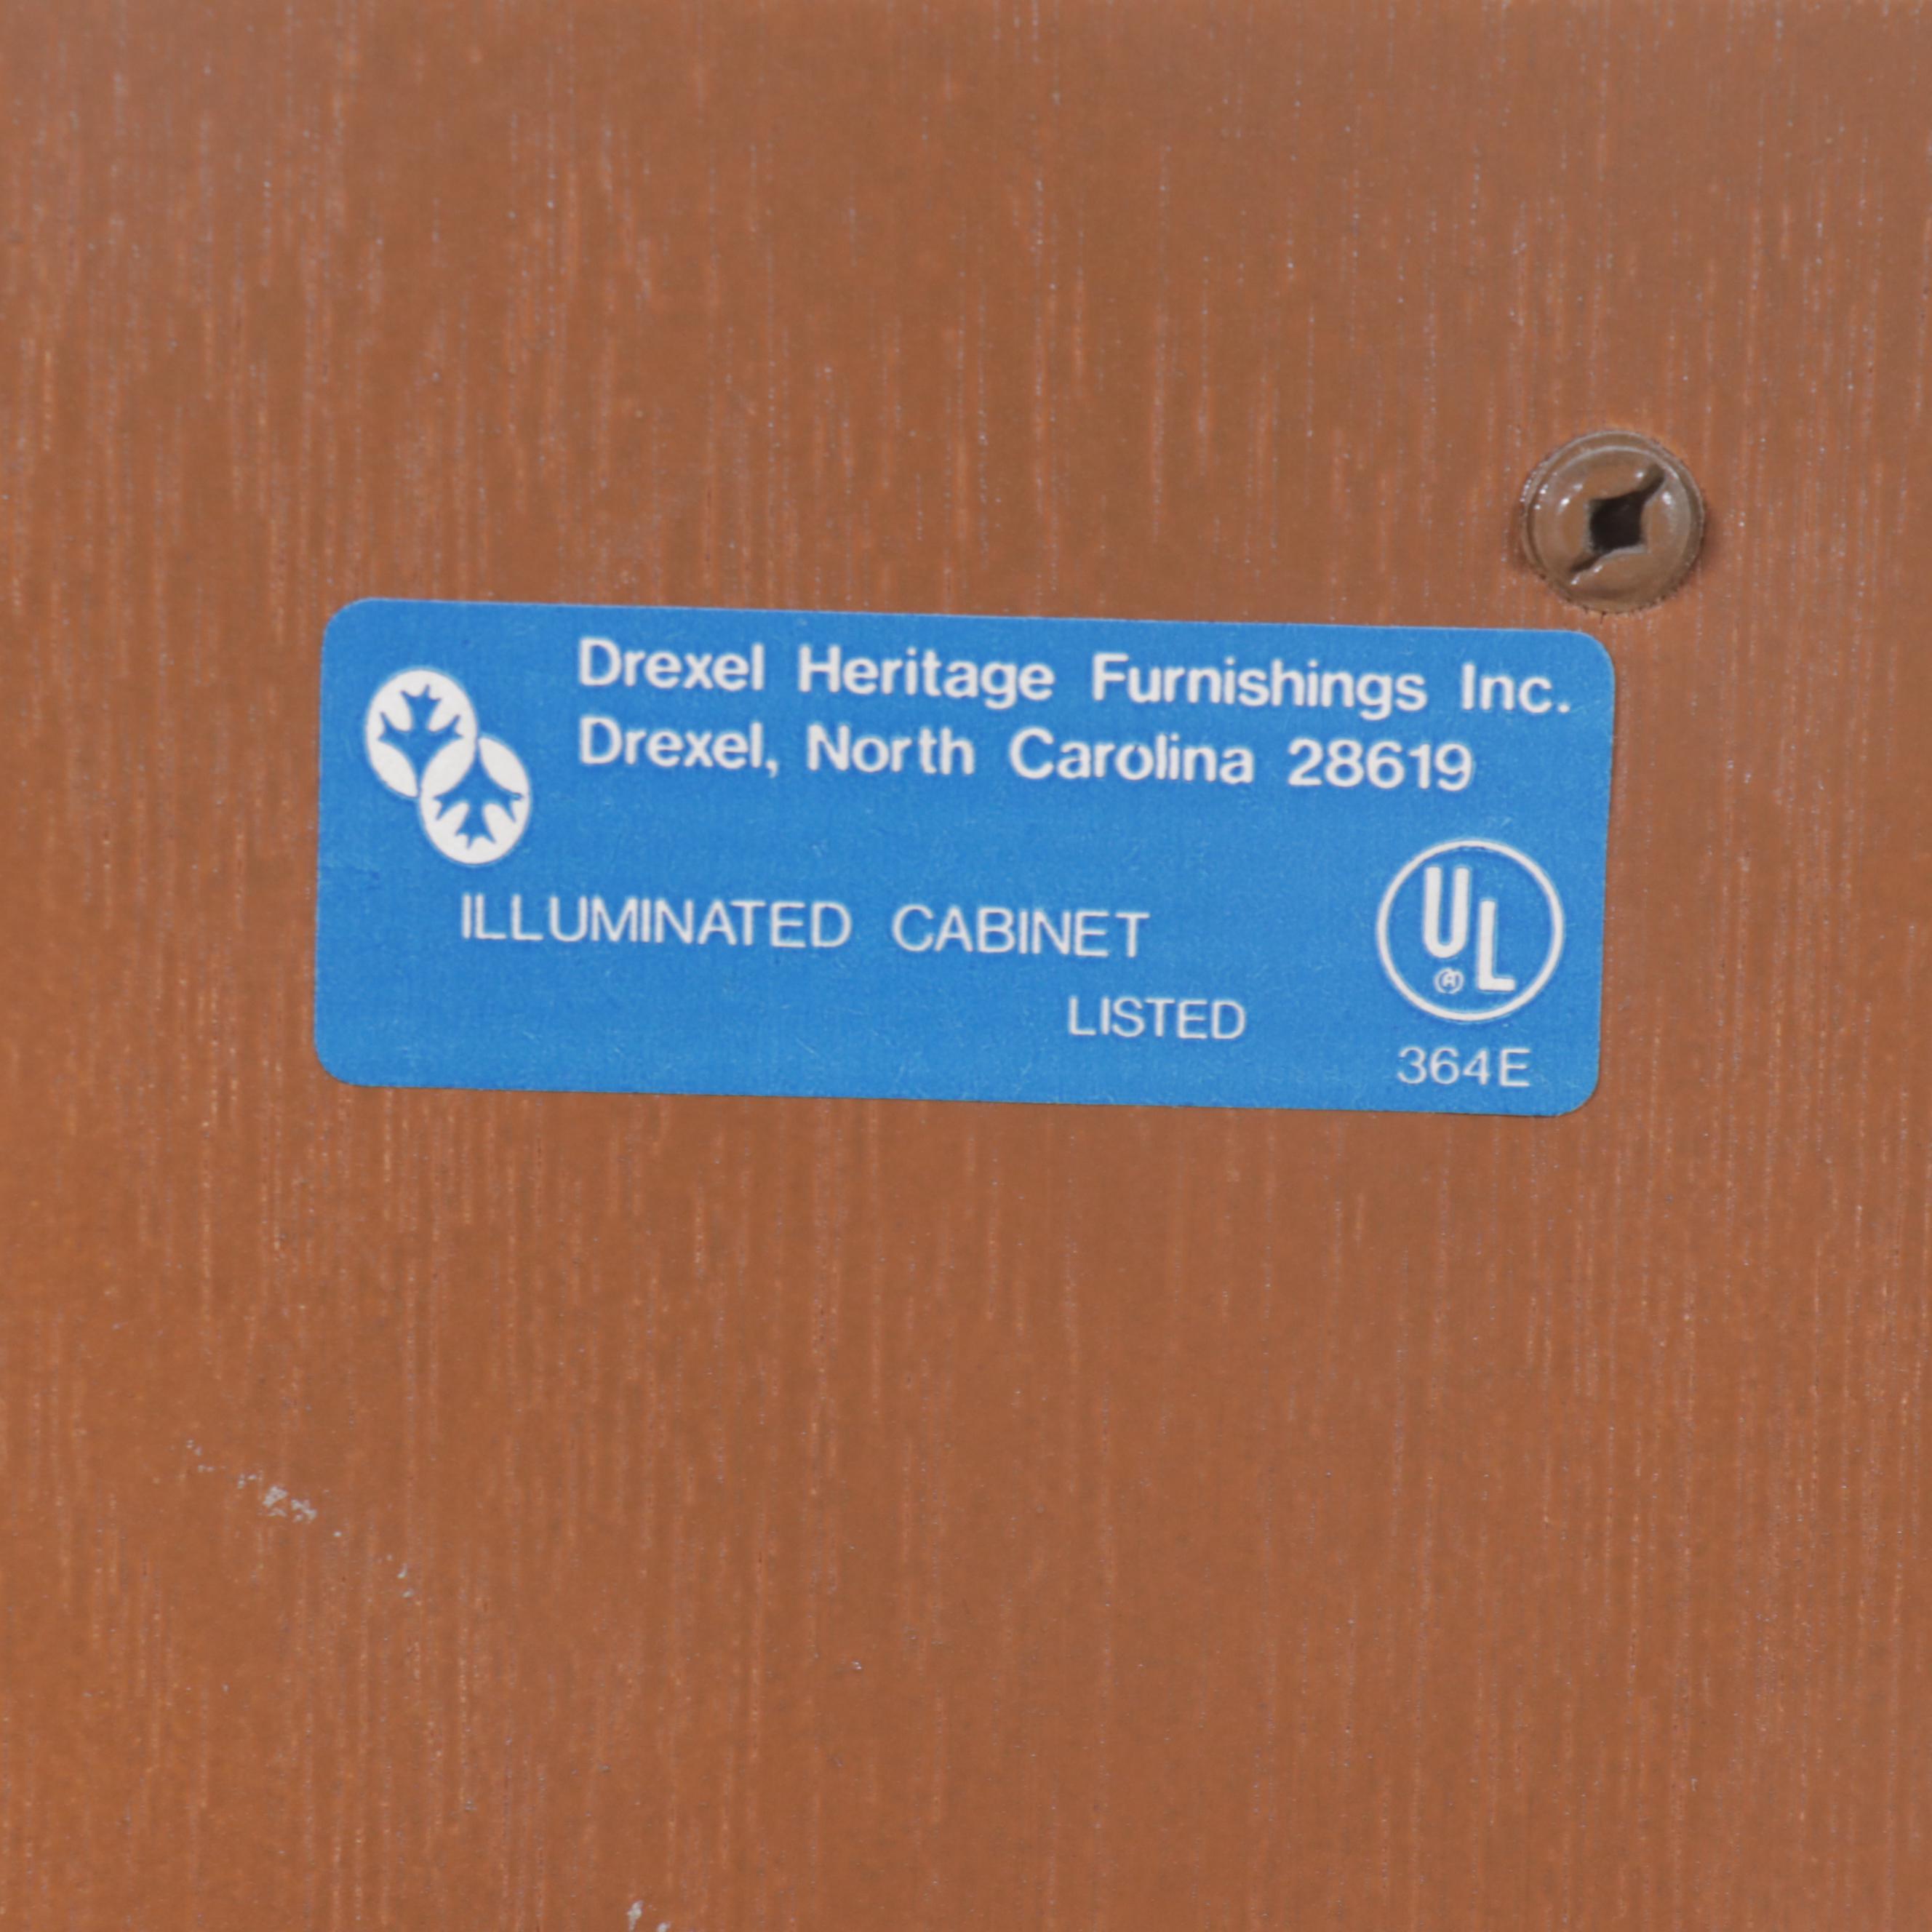 Drexel Heritage Furnishings Inc.
Drexel, North Carolina 28619
ILLUMINATED CABINET
LISTED
UL
®
364E